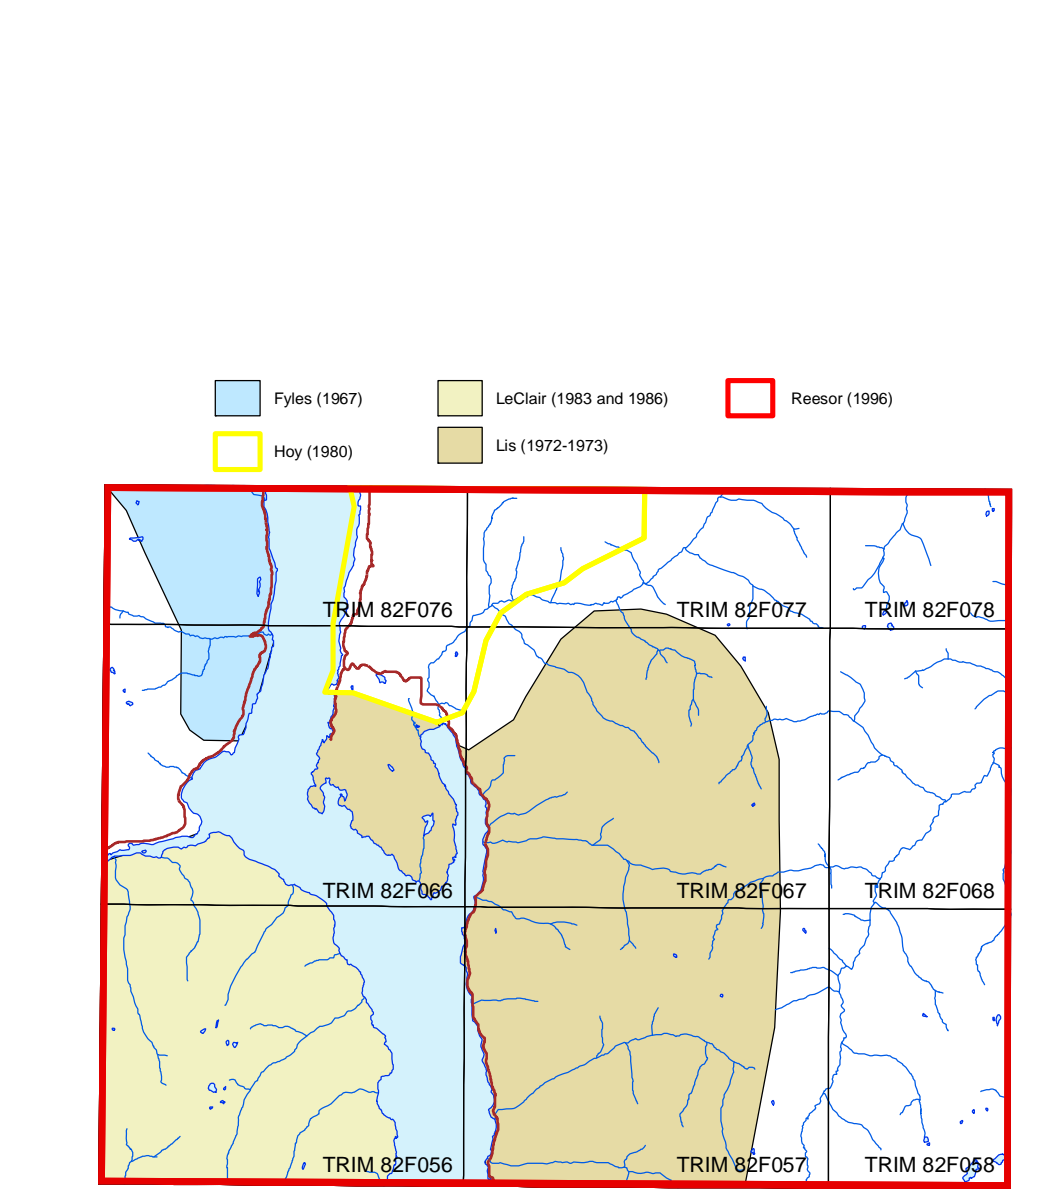 Fyles (1967)
LeClair (1983 and 1986)
Reesor (1996)
Hoy (1980)
Lis (1972-1973)
TRIM 82F076
TRIM 82F077
TRIM 82F078
TRIM 82F066
TRIM 82F067
TRIM 82F068
TRIM 82F056
TRIM 82F057
TRIM 82F058